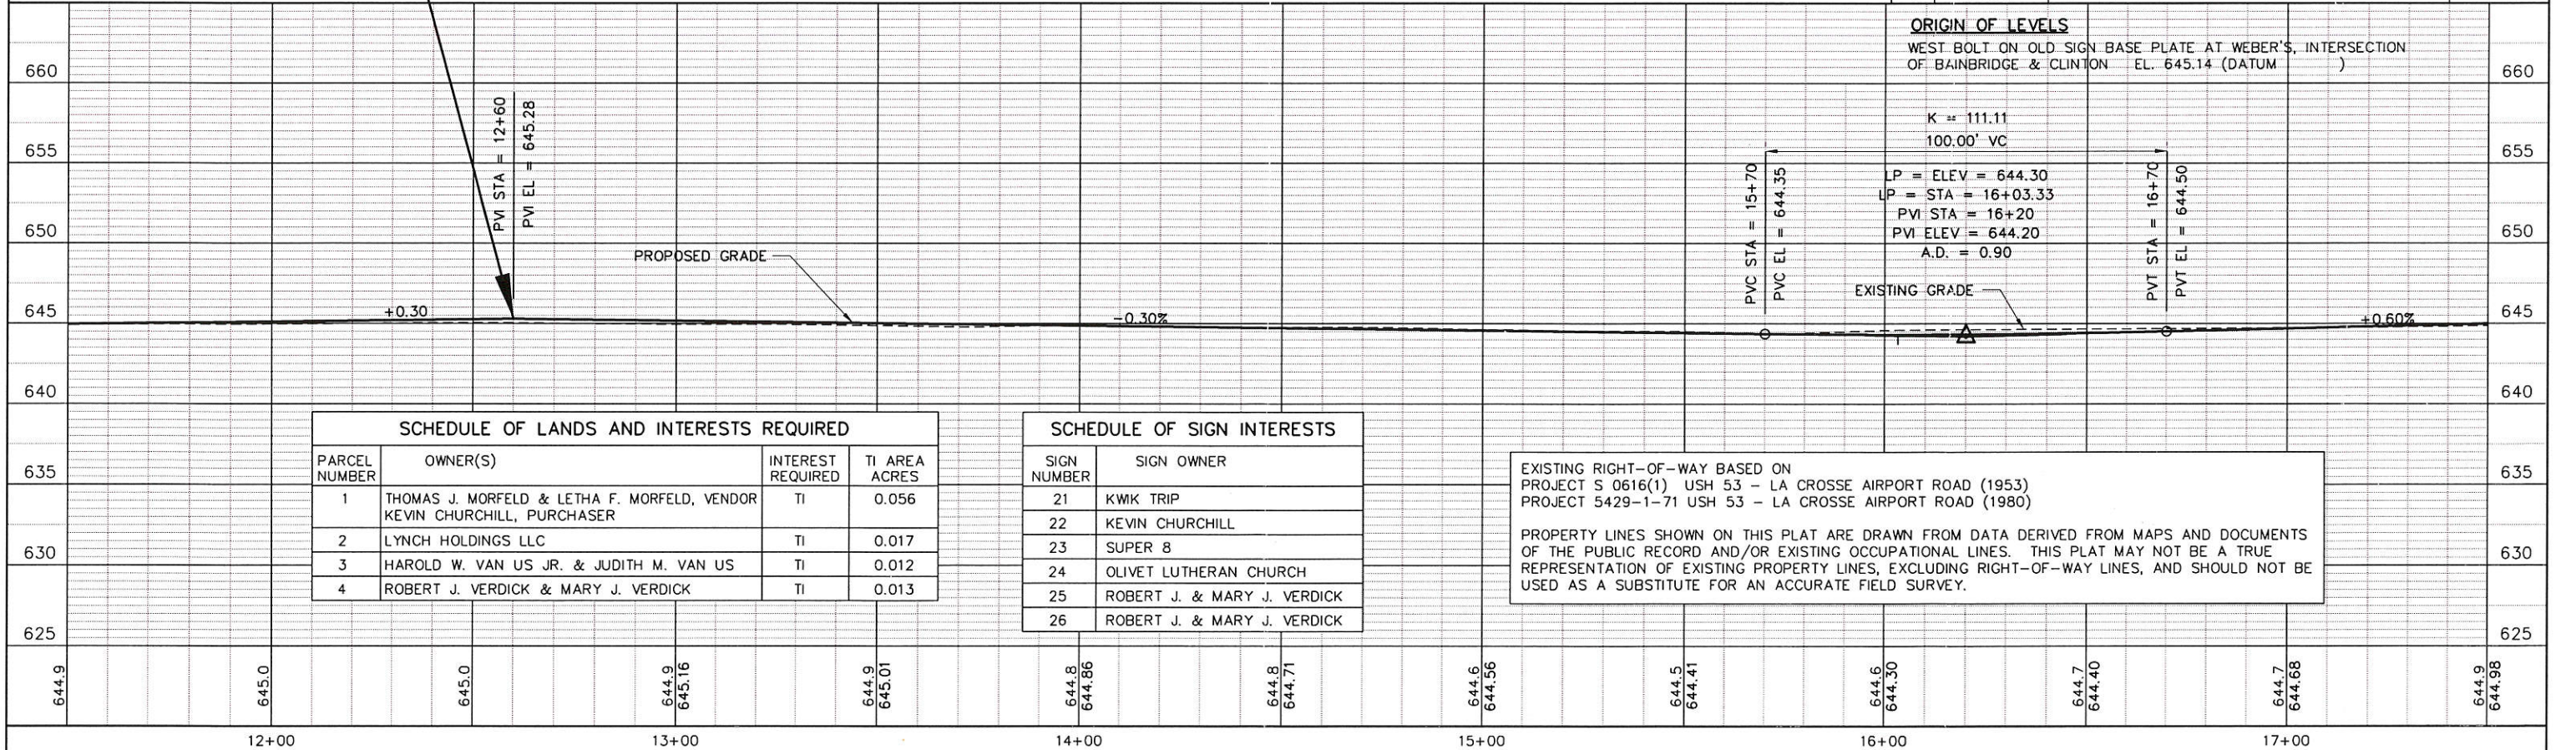 ORIGIN OF LEVELS
WEST BOLT ON OLD SIGN BASE PLATE AT WEBER'S, INTERSECTION
OF BAINBRIDGE & CLINTON EL. 645.14 (DATUM )
660
660
PVI STA = 12+60
PVI EL = 645.28
K = 111.11
100.00' VC
655
655
PVC STA = 15+70
PVC EL = 644.35
LP = ELEV = 644.30
LP = STA = 16+03.33
PVI STA = 16+20
PVI ELEV = 644.20
A.D. = 0.90
PVT STA = 16+70
PVT EL = 644.50
650
650
PROPOSED GRADE
EXISTING GRADE
645
+0.30
-0.30%
+0.60%
645
640
640
SCHEDULE OF LANDS AND INTERESTS REQUIRED
PARCEL NUMBER OWNER(S) INTEREST REQUIRED TI AREA ACRES
1 THOMAS J. MORFELD & LETHA F. MORFELD, VENDOR TI 0.056
KEVIN CHURCHILL, PURCHASER
2 LYNCH HOLDINGS LLC TI 0.017
3 HAROLD W. VAN US JR. & JUDITH M. VAN US TI 0.012
4 ROBERT J. VERDICK & MARY J. VERDICK TI 0.013
SCHEDULE OF SIGN INTERESTS
SIGN NUMBER SIGN OWNER
21 KWIK TRIP
22 KEVIN CHURCHILL
23 SUPER 8
24 OLIVET LUTHERAN CHURCH
25 ROBERT J. & MARY J. VERDICK
26 ROBERT J. & MARY J. VERDICK
EXISTING RIGHT-OF-WAY BASED ON
PROJECT S 0616(1) USH 53 - LA CROSSE AIRPORT ROAD (1953)
PROJECT 5429-1-71 USH 53 - LA CROSSE AIRPORT ROAD (1980)
PROPERTY LINES SHOWN ON THIS PLAT ARE DRAWN FROM DATA DERIVED FROM MAPS AND DOCUMENTS
OF THE PUBLIC RECORD AND/OR EXISTING OCCUPATIONAL LINES. THIS PLAT MAY NOT BE A TRUE
REPRESENTATION OF EXISTING PROPERTY LINES, EXCLUDING RIGHT-OF-WAY LINES, AND SHOULD NOT BE
USED AS A SUBSTITUTE FOR AN ACCURATE FIELD SURVEY.
635
635
630
630
625
625
644.9
645.0
645.0
644.9
645.16
644.9
645.01
644.8
644.86
644.8
644.71
644.6
644.56
644.5
644.41
644.6
644.30
644.7
644.40
644.7
644.68
644.9
644.98
12+00
13+00
14+00
15+00
16+00
17+00